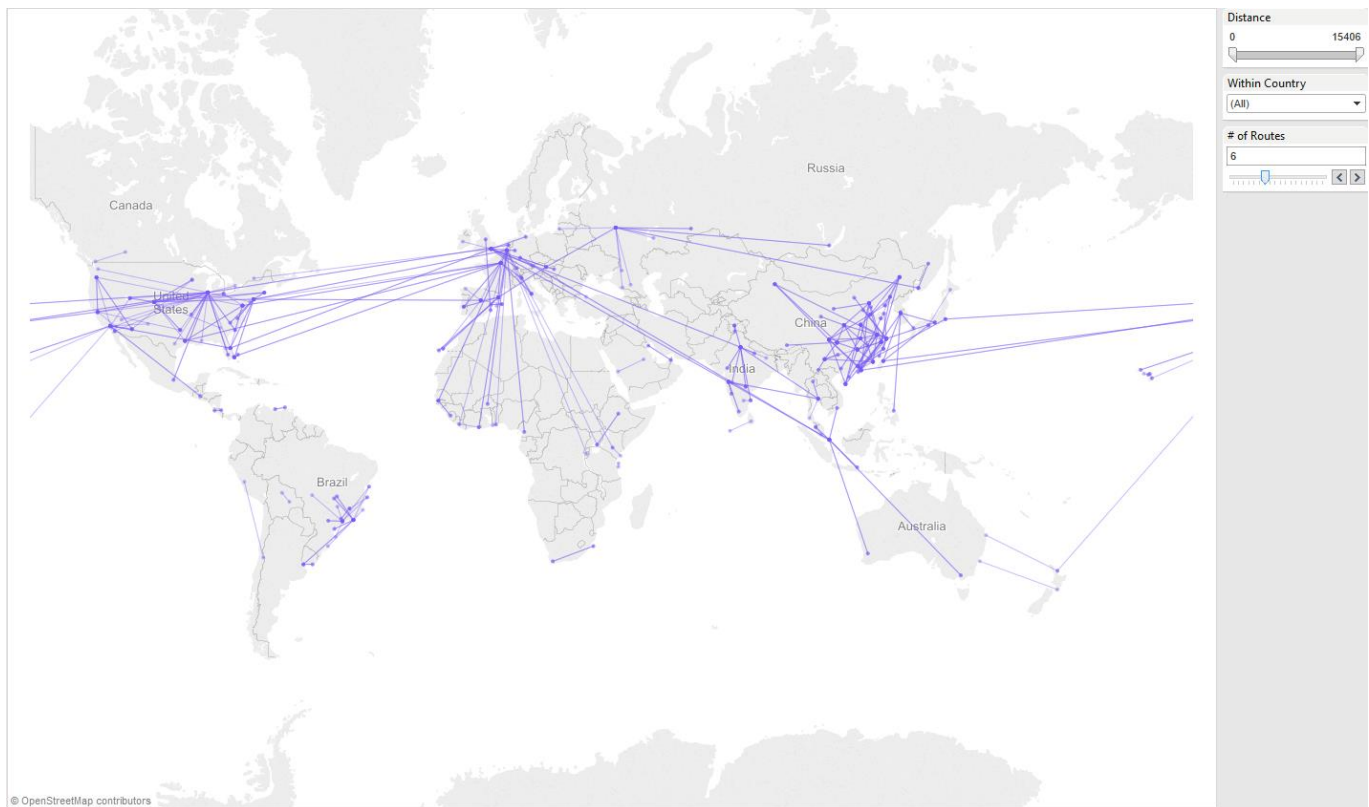 Distance
0 15406
Within Country
(All)
# of Routes
6
Russia
Canada
United
States
China
India
Brazil
Australia
© OpenStreetMap contributors